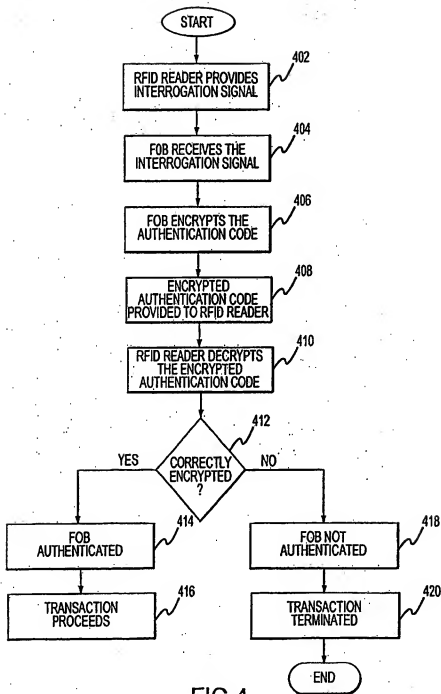 START
402
RFID READER PROVIDES
INTERROGATION SIGNAL
404
FOB RECEIVES THE
INTERROGATION SIGNAL
406
FOB ENCRYPTS THE
AUTHENTICATION CODE
408
ENCRYPTED
AUTHENTICATION CODE
PROVIDED TO RFID READER
410
RFID READER DECRYPTS
THE ENCRYPTED
AUTHENTICATION CODE
412
YES
CORRECTLY
ENCRYPTED
?
NO
414
FOB
AUTHENTICATED
418
FOB NOT
AUTHENTICATED
416
TRANSACTION
PROCEEDS
420
TRANSACTION
TERMINATED
END
FIG. 4